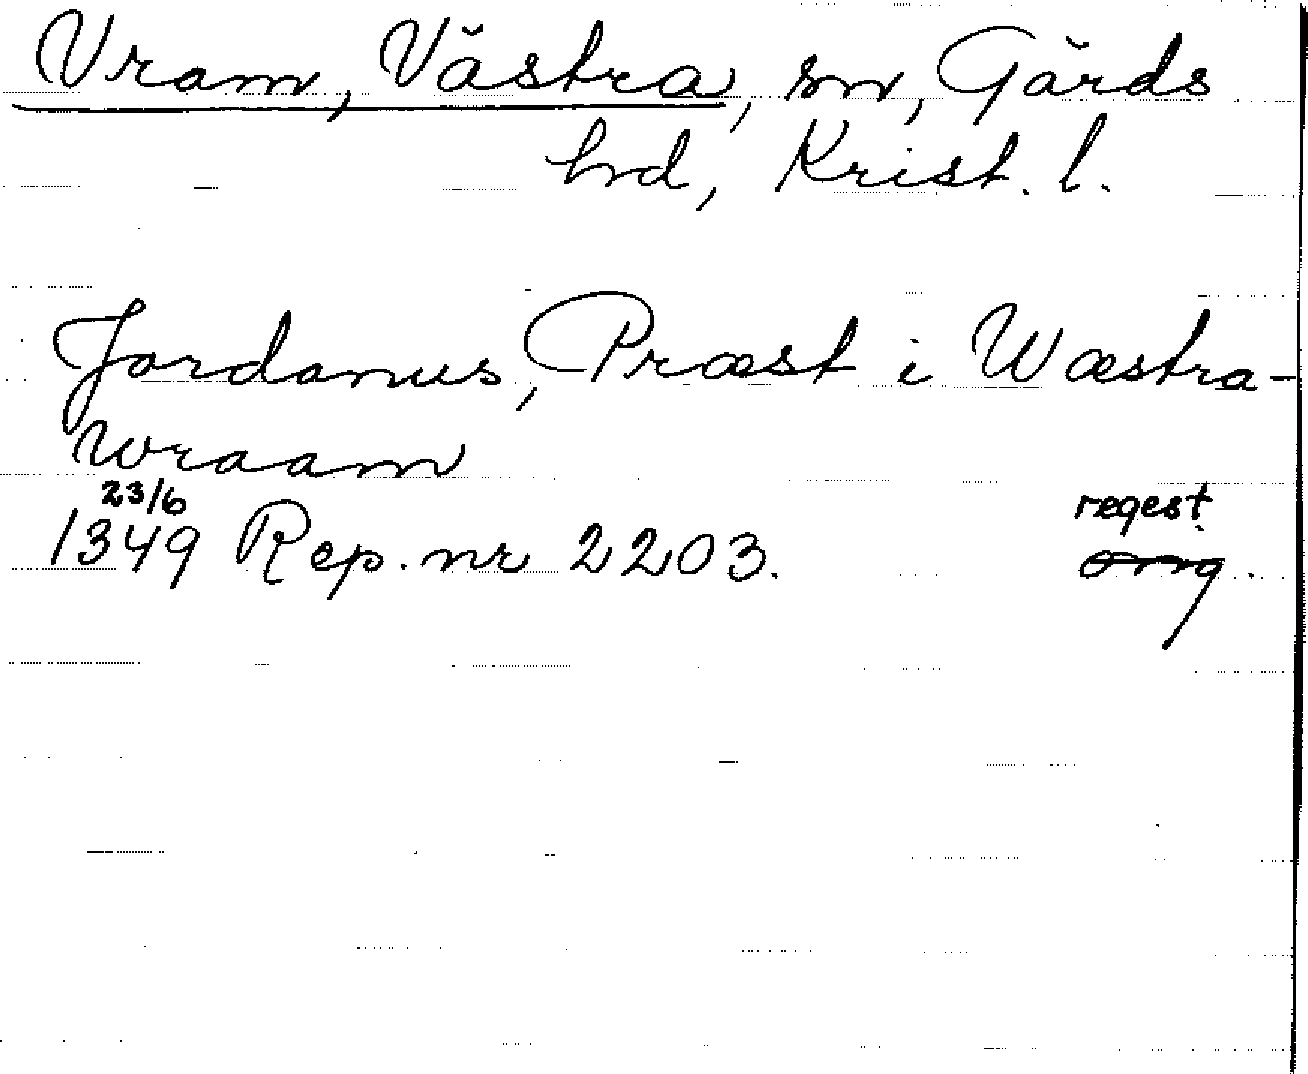 Vram, Västra, sn, Gärds
hd, Krist. l.
Jordanus, Præst i Wæstra-
wraam
23/6
1349 Rep. nr 2203.
regest.
orig.